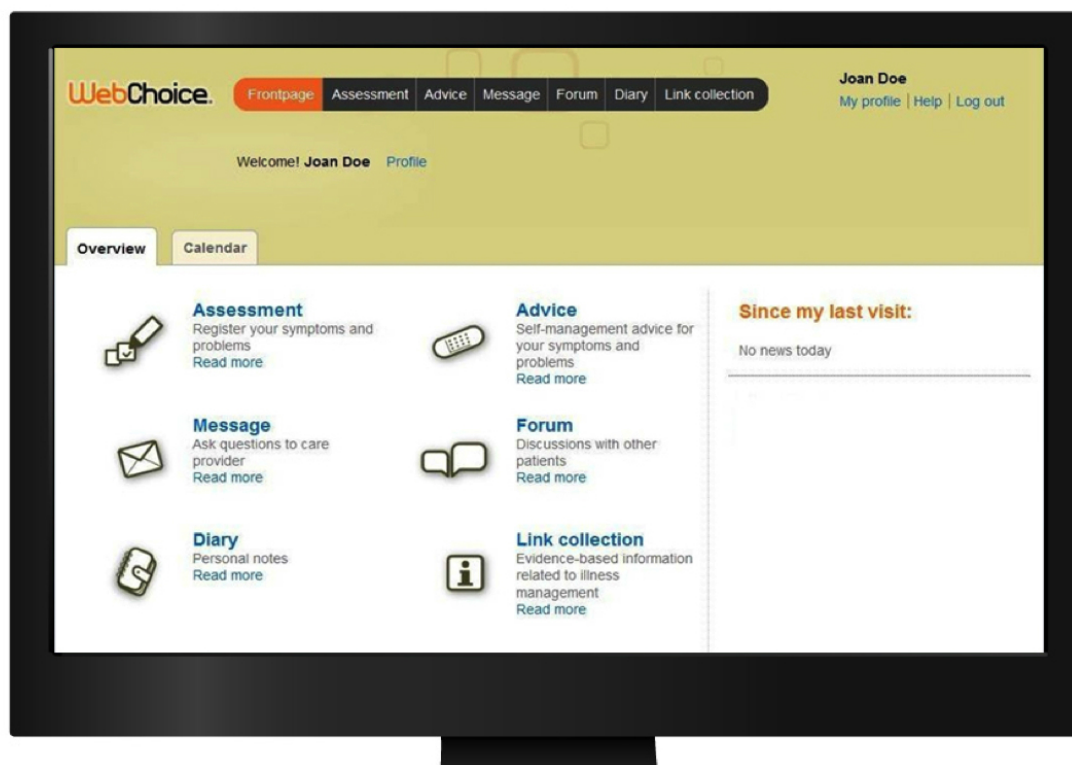 WebChoice.
Frontpage Assessment Advice Message Forum Diary Link collection
Joan Doe
My profile | Help | Log out
Welcome! Joan Doe Profile
Overview Calendar
Assessment
Register your symptoms and
problems
Read more
Advice
Self-management advice for
your symptoms and
problems
Read more
Message
Ask questions to care
provider
Read more
Forum
Discussions with other
patients
Read more
Diary
Personal notes
Read more
Link collection
Evidence-based information
related to illness
management
Read more
Since my last visit:
No news today